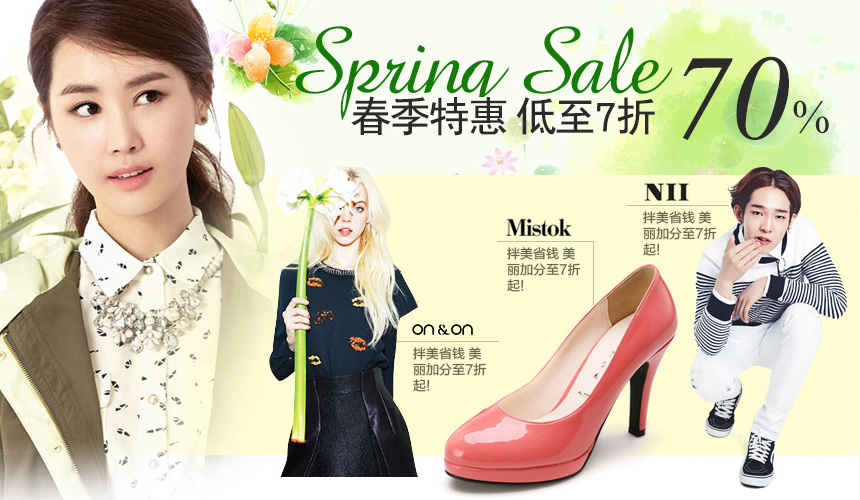 Spring Sale 70%
春季特惠 低至7折
NII
拌美省钱 美
丽加分至7折
起!
Mistok
拌美省钱 美
丽加分至7折
起!
on&on
拌美省钱 美
丽加分至7折
起!